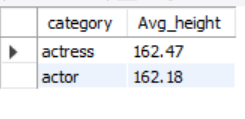 category Avg_height
actress 162.47
actor 162.18